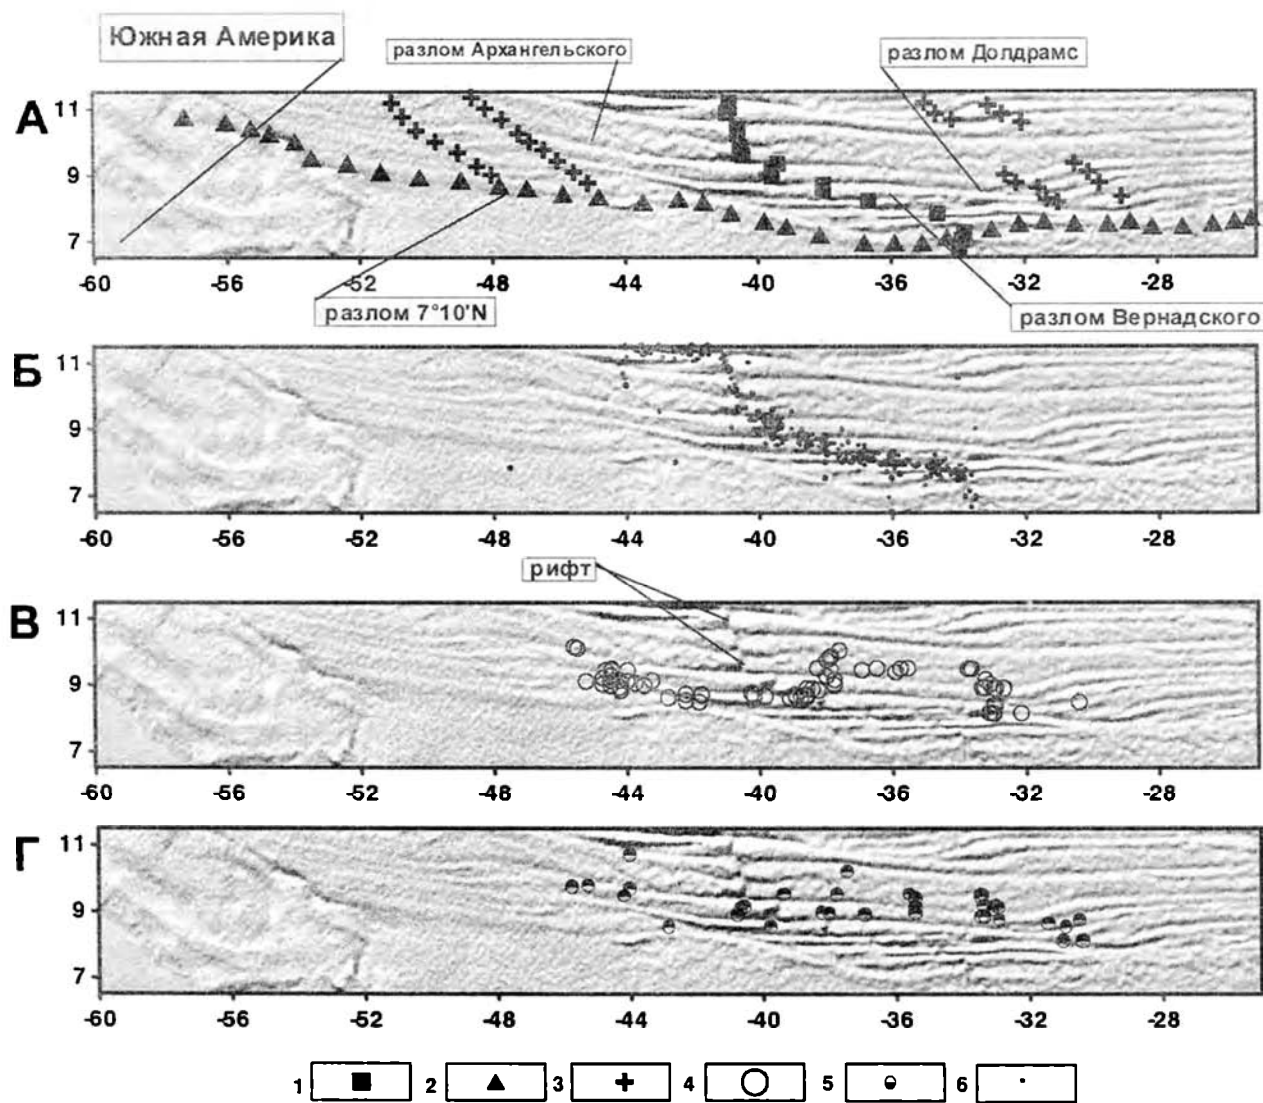 Южная Америка
разлом Архангельского
разлом Долдрамс
А
11
9
7
-60 -56 -52 -48 -44 -40 -36 -32 -28
разлом 7°10'N
разлом Вернадского
Б
11
9
7
-60 -56 -52 -48 -44 -40 -36 -32 -28
рифт
В
11
9
7
-60 -56 -52 -48 -44 -40 -36 -32 -28
Г
11
9
7
-60 -56 -52 -48 -44 -40 -36 -32 -28
1 2 3 4 5 6